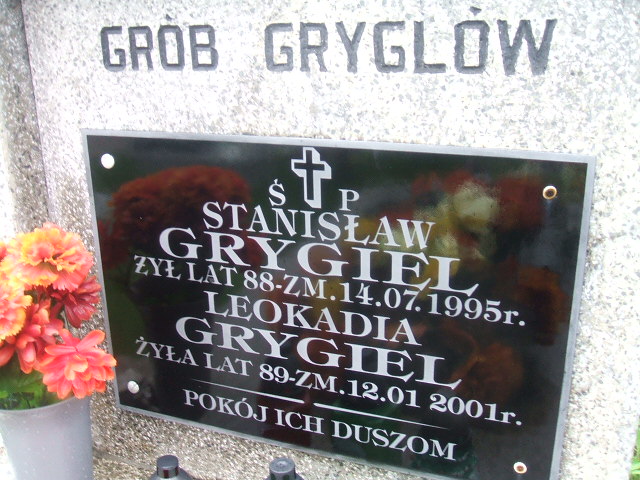 GRÓB GRYGLÓW
Ś P
STANISŁAW
GRYGIEL
ŻYŁ LAT 88-ZM.14.07.1995r.
LEOKADIA
GRYGIEL
ŻYŁA LAT 89-ZM.12.01 2001r.
POKÓJ ICH DUSZOM